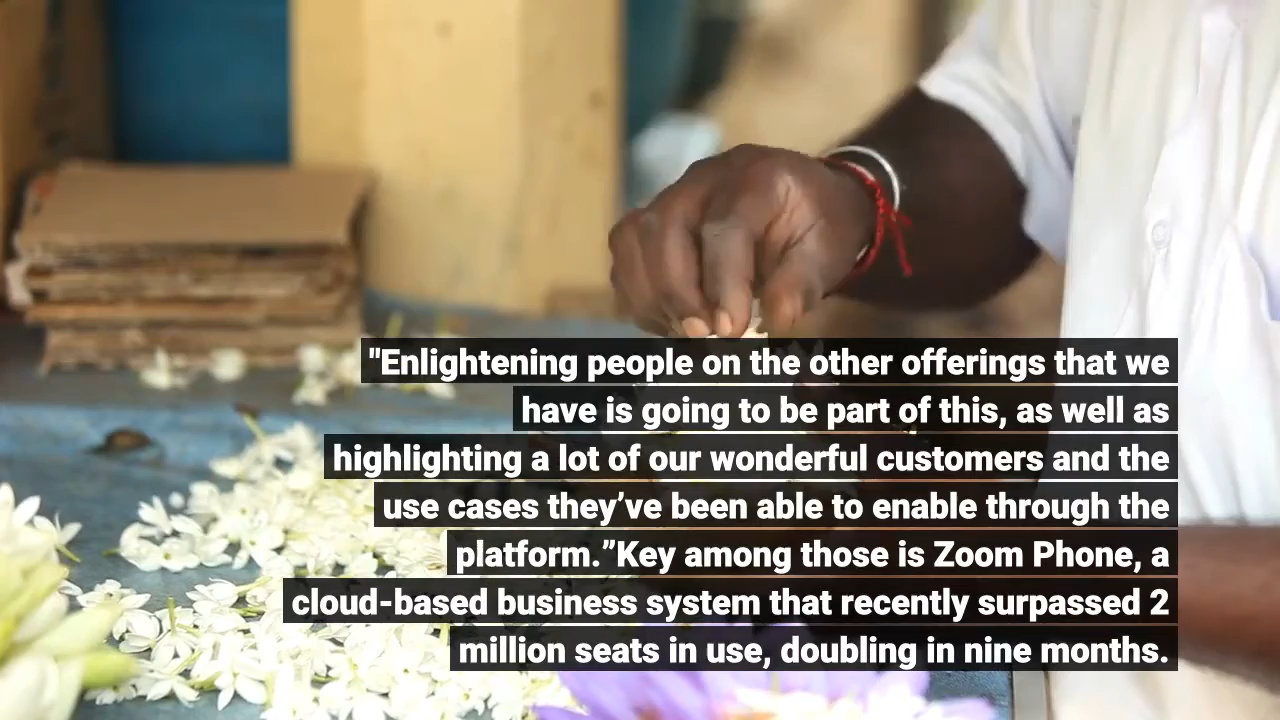 "Enlightening people on the other offerings that we
have is going to be part of this, as well as
highlighting a lot of our wonderful customers and the
use cases they’ve been able to enable through the
platform.”Key among those is Zoom Phone, a
cloud-based business system that recently surpassed 2
million seats in use, doubling in nine months.